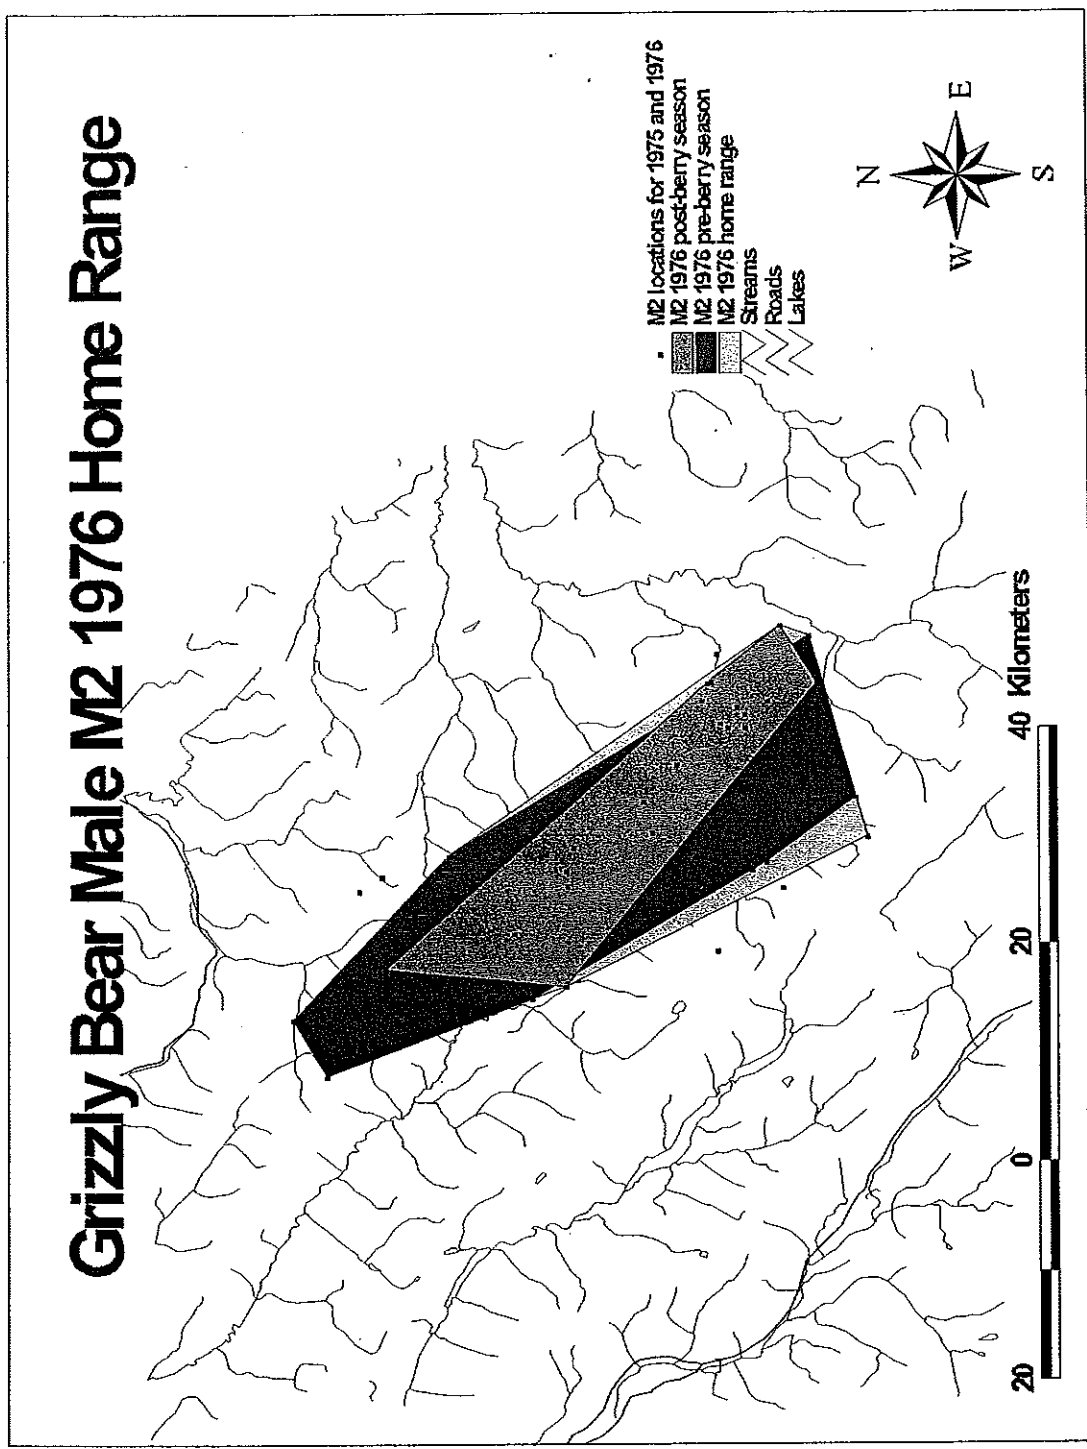 Grizzly Bear Male M2 1976 Home Range
M2 locations for 1975 and 1976
M2 1976 post-berry season
M2 1976 pre-berry season
M2 1976 home range
Streams
Roads
Lakes
N
W
E
S
20 0 20 40 Kilometers